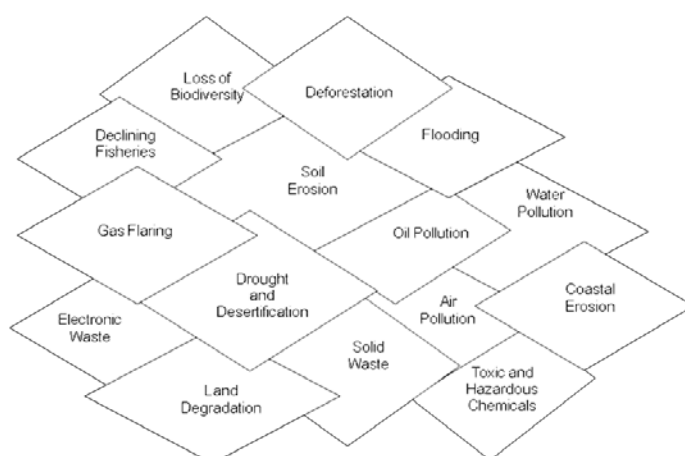 Loss of
Biodiversity
Deforestation
Declining
Fisheries
Flooding
Soil
Erosion
Water
Pollution
Gas Flaring
Oil Pollution
Drought
and
Desertification
Coastal
Erosion
Air
Pollution
Electronic
Waste
Solid
Waste
Toxic and
Hazardous
Chemicals
Land
Degradation